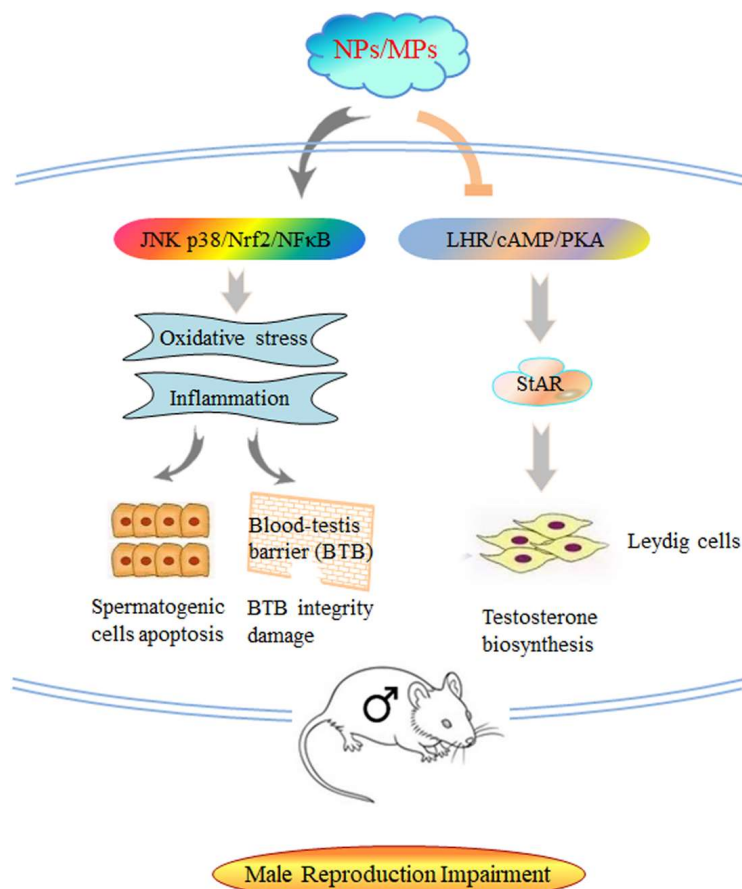 NPs/MPs
JNK p38/Nrf2/NFκB
LHR/cAMP/PKA
Oxidative stress
Inflammation
StAR
Blood-testis
barrier (BTB)
Leydig cells
Spermatogenic
cells apoptosis
BTB integrity
damage
Testosterone
biosynthesis
Male Reproduction Impairment